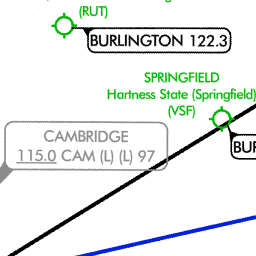 (RUT)
BURLINGTON 122.3
SPRINGFIELD
Hartness State (Springfield)
(VSF)
CAMBRIDGE
115.0 CAM (L) (L) 97